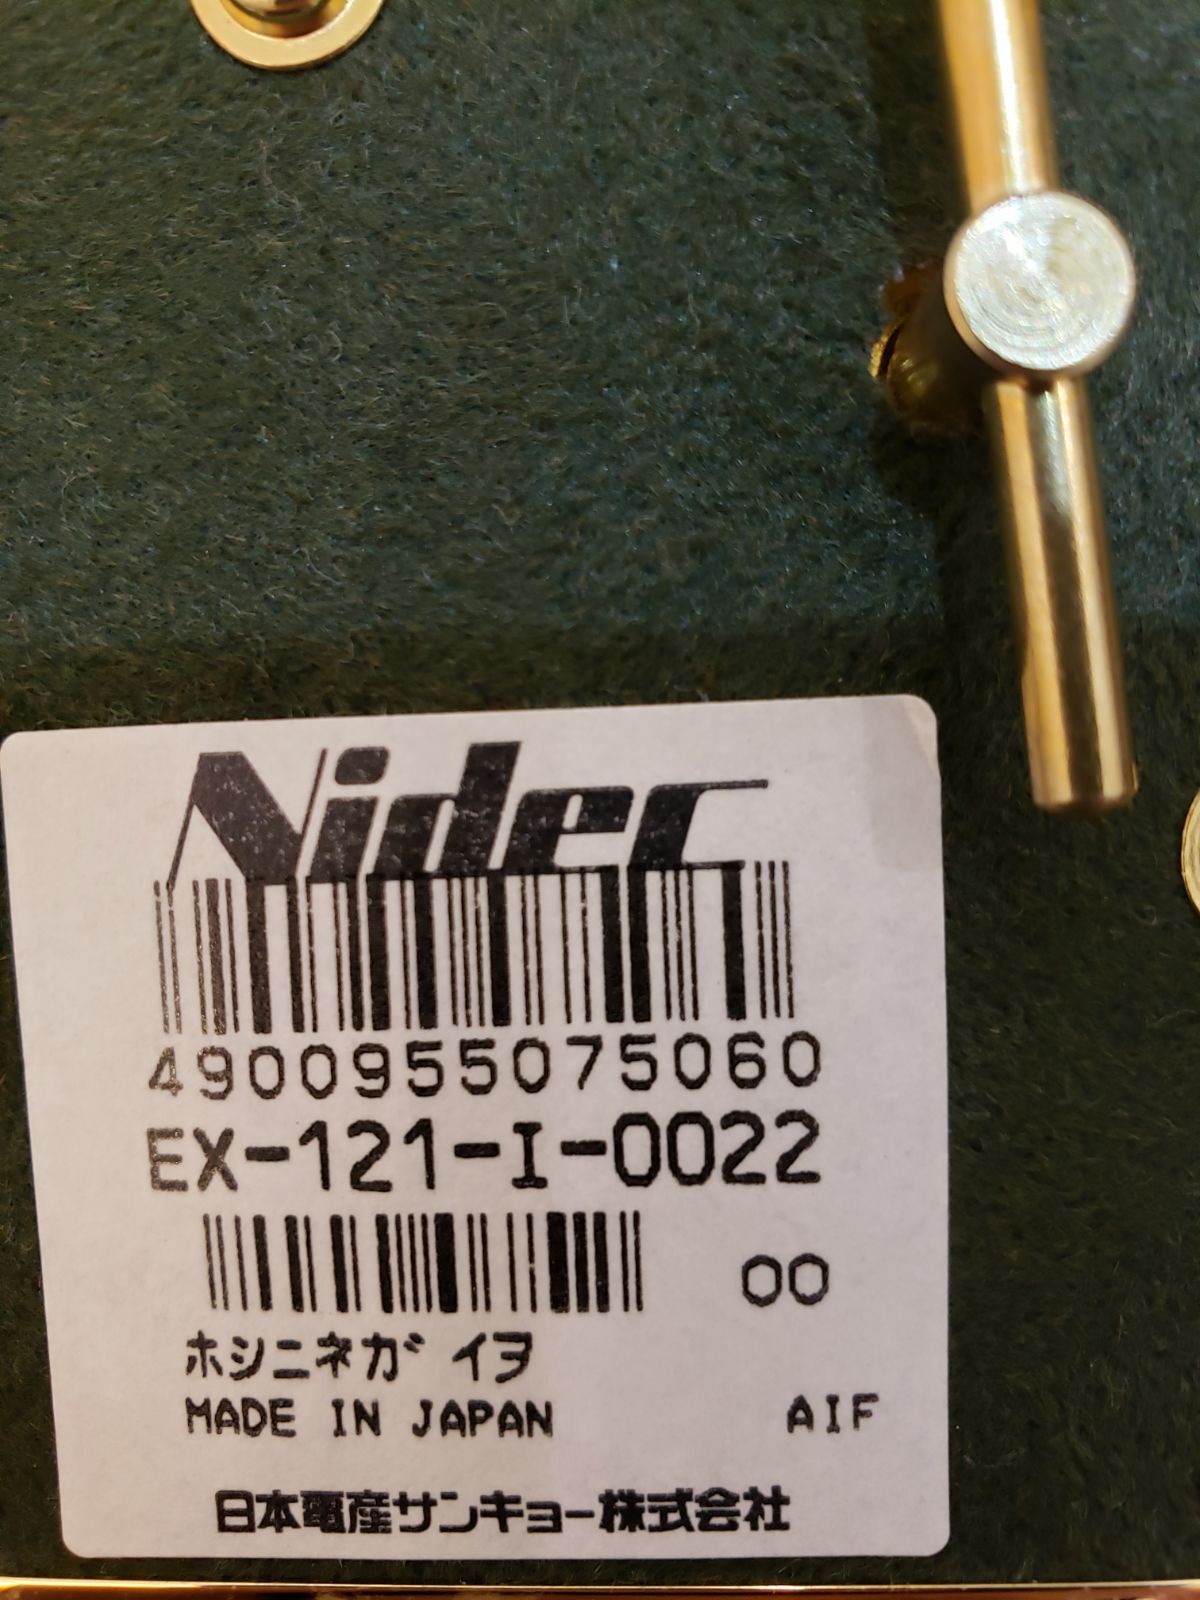 Nidec
4900955075060
EX-121-I-0022
00
ホシニネガイヲ
MADE IN JAPAN AIF
日本電産サンキョー株式会社